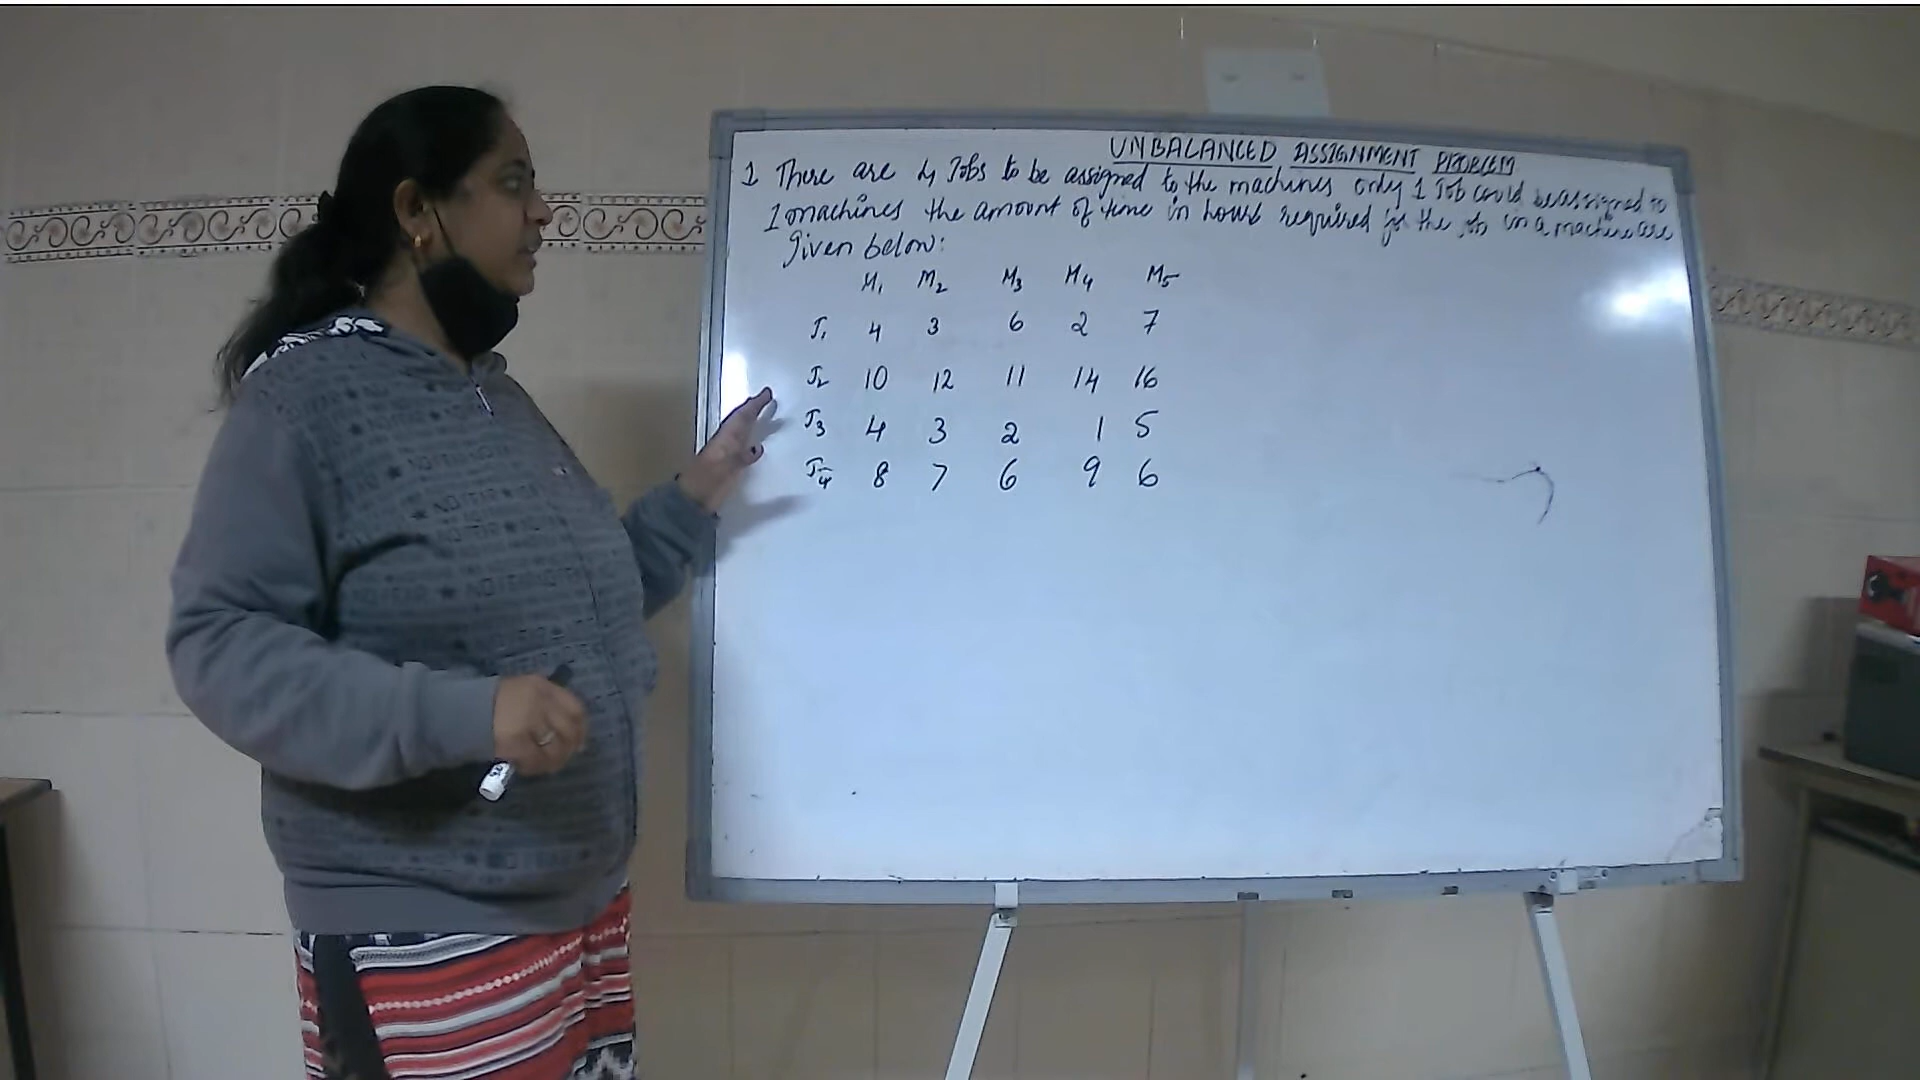 UNBALANCED ASSIGNMENT PROBLEM
1 There are 4 Jobs to be assigned to the machines only 1 Job could be assigned to
1 machines the amount of time in hours required for the job in a machine are
given below:
M1 M2 M3 M4 M5
J1 4 3 6 2 7
J2 10 12 11 14 16
J3 4 3 2 1 5
J4 8 7 6 9 6